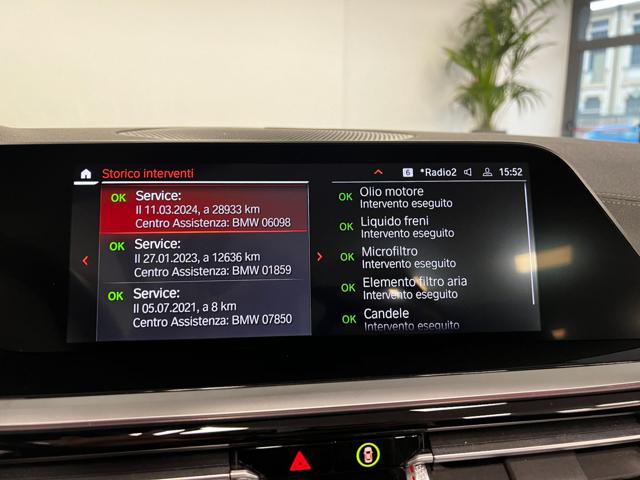 Storico interventi
6 *Radio2 15:52
OK Service:
Il 11.03.2024, a 28933 km
Centro Assistenza: BMW 06098
OK Service:
Il 27.01.2023, a 12636 km
Centro Assistenza: BMW 01859
OK Service:
Il 05.07.2021, a 8 km
Centro Assistenza: BMW 07850
OK Olio motore
Intervento eseguito
OK Liquido freni
Intervento eseguito
OK Microfiltro
Intervento eseguito
OK Elemento filtro aria
Intervento eseguito
OK Candele
Intervento eseguito